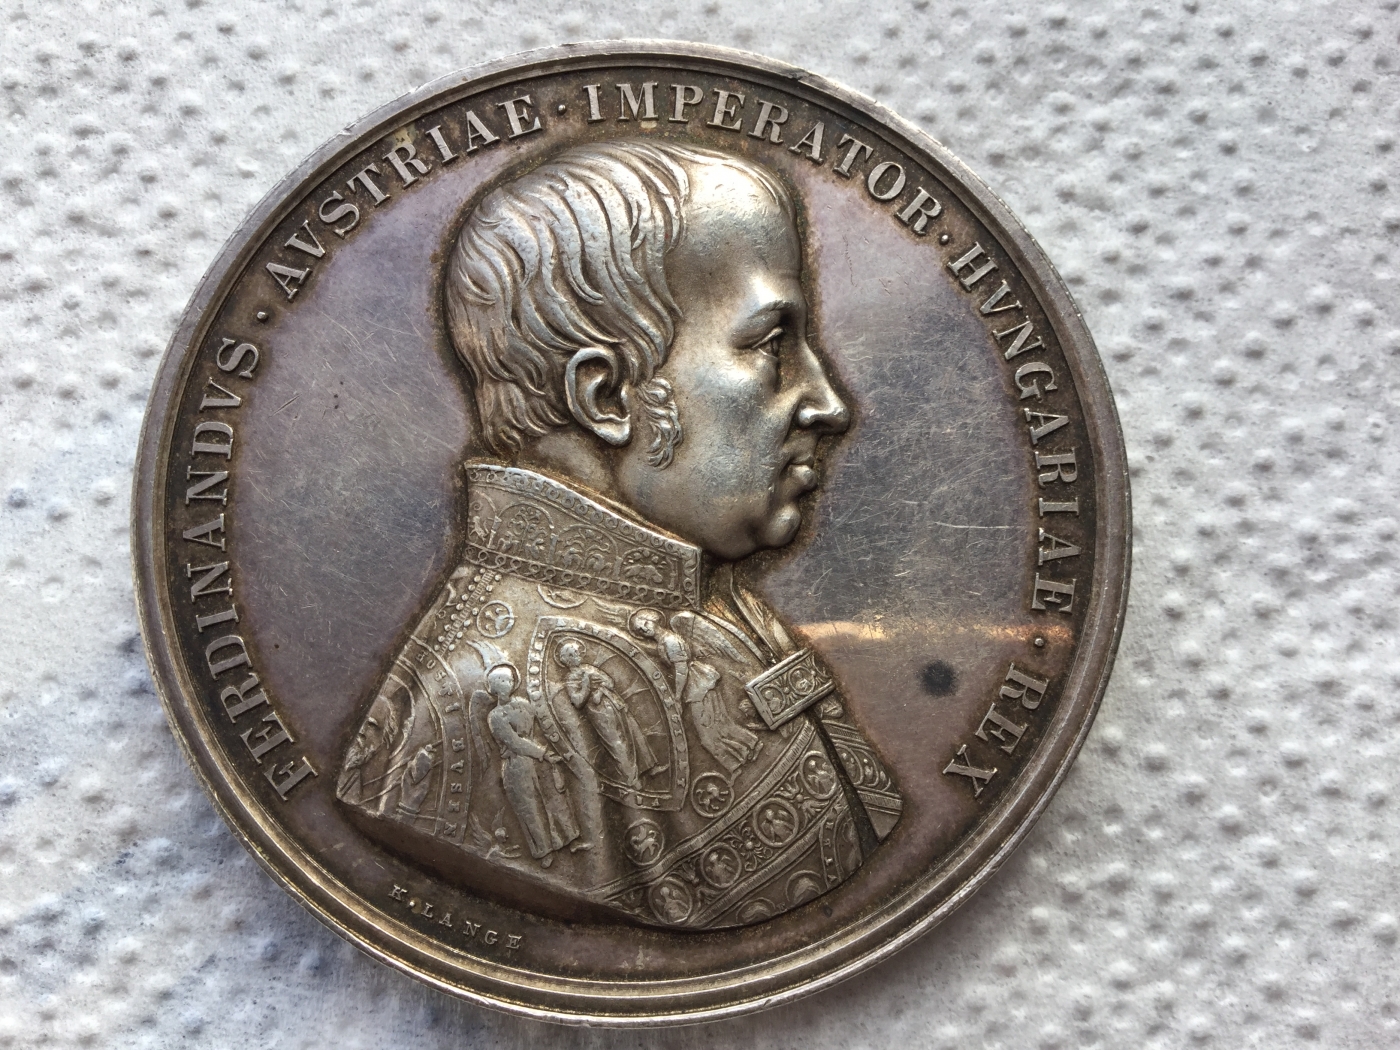 FERDINANDVS · AVSTRIAE · IMPERATOR · HVNGARIAE · REX
K. LANGE